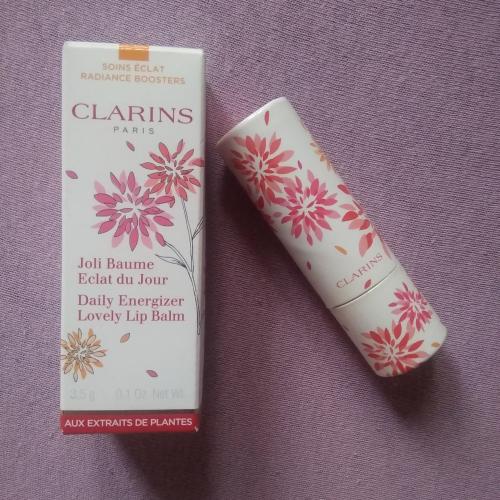 SOINS ÉCLAT
RADIANCE BOOSTERS
CLARINS
PARIS
Joli Baume
Eclat du Jour
Daily Energizer
Lovely Lip Balm
3.5 g 0.1 Oz Net Wt.
AUX EXTRAITS DE PLANTES
CLARINS